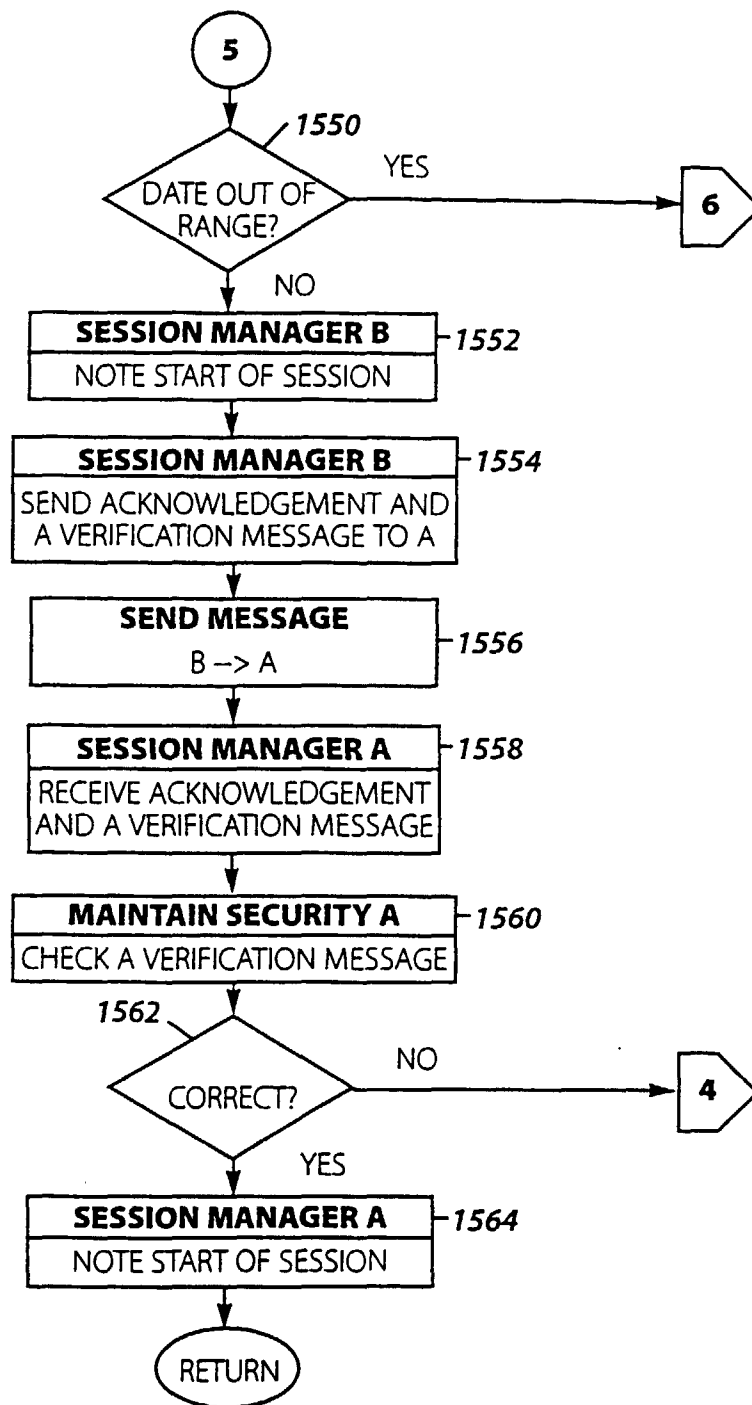 5
1550
DATE OUT OF
RANGE?
YES
6
NO
SESSION MANAGER B
1552
NOTE START OF SESSION
SESSION MANAGER B
1554
SEND ACKNOWLEDGEMENT AND
A VERIFICATION MESSAGE TO A
SEND MESSAGE
1556
B --> A
SESSION MANAGER A
1558
RECEIVE ACKNOWLEDGEMENT
AND A VERIFICATION MESSAGE
MAINTAIN SECURITY A
1560
CHECK A VERIFICATION MESSAGE
1562
CORRECT?
NO
4
YES
SESSION MANAGER A
1564
NOTE START OF SESSION
RETURN